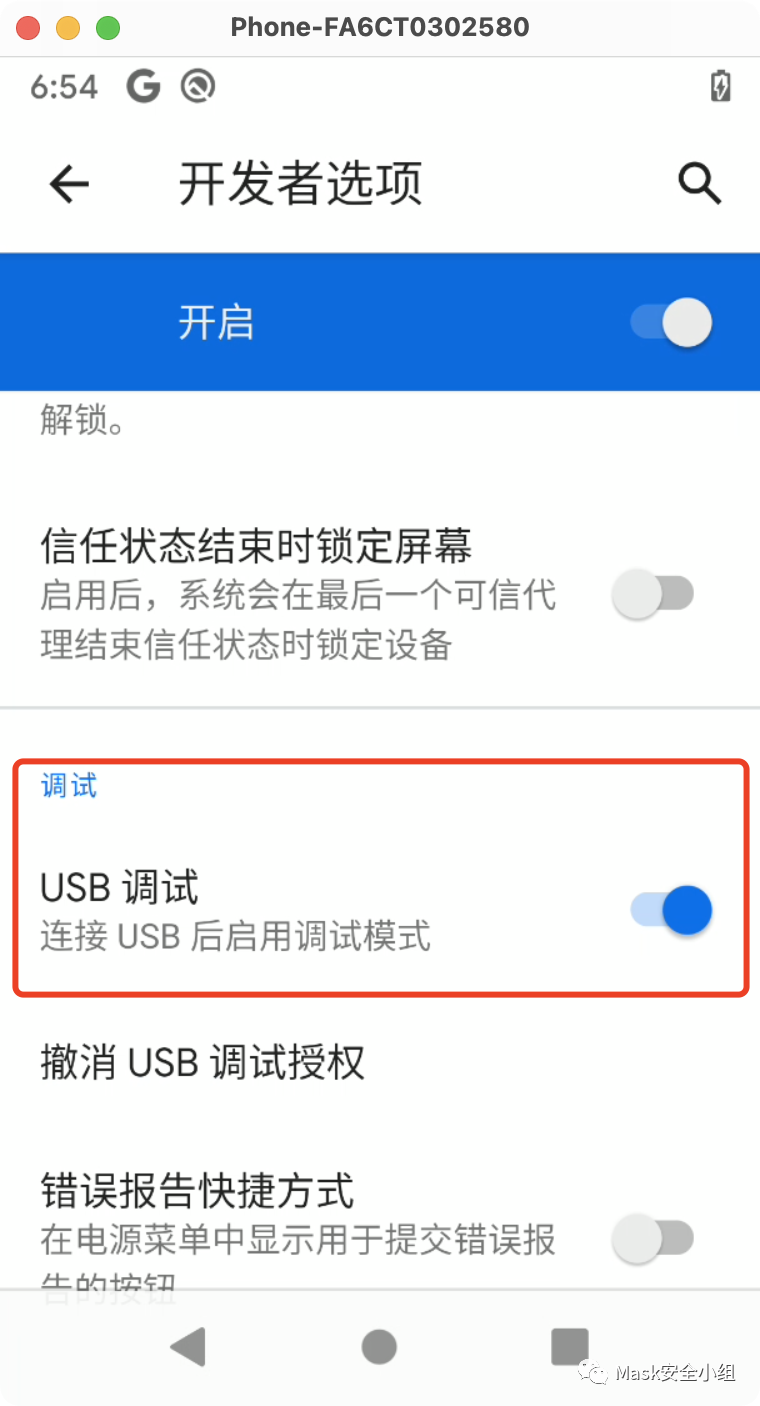 Phone-FA6CT0302580
6:54
开发者选项
开启
解锁。
信任状态结束时锁定屏幕
启用后，系统会在最后一个可信代
理结束信任状态时锁定设备
调试
USB 调试
连接 USB 后启用调试模式
撤消 USB 调试授权
错误报告快捷方式
在电源菜单中显示用于提交错误报
告的按钮
Mask安全小组